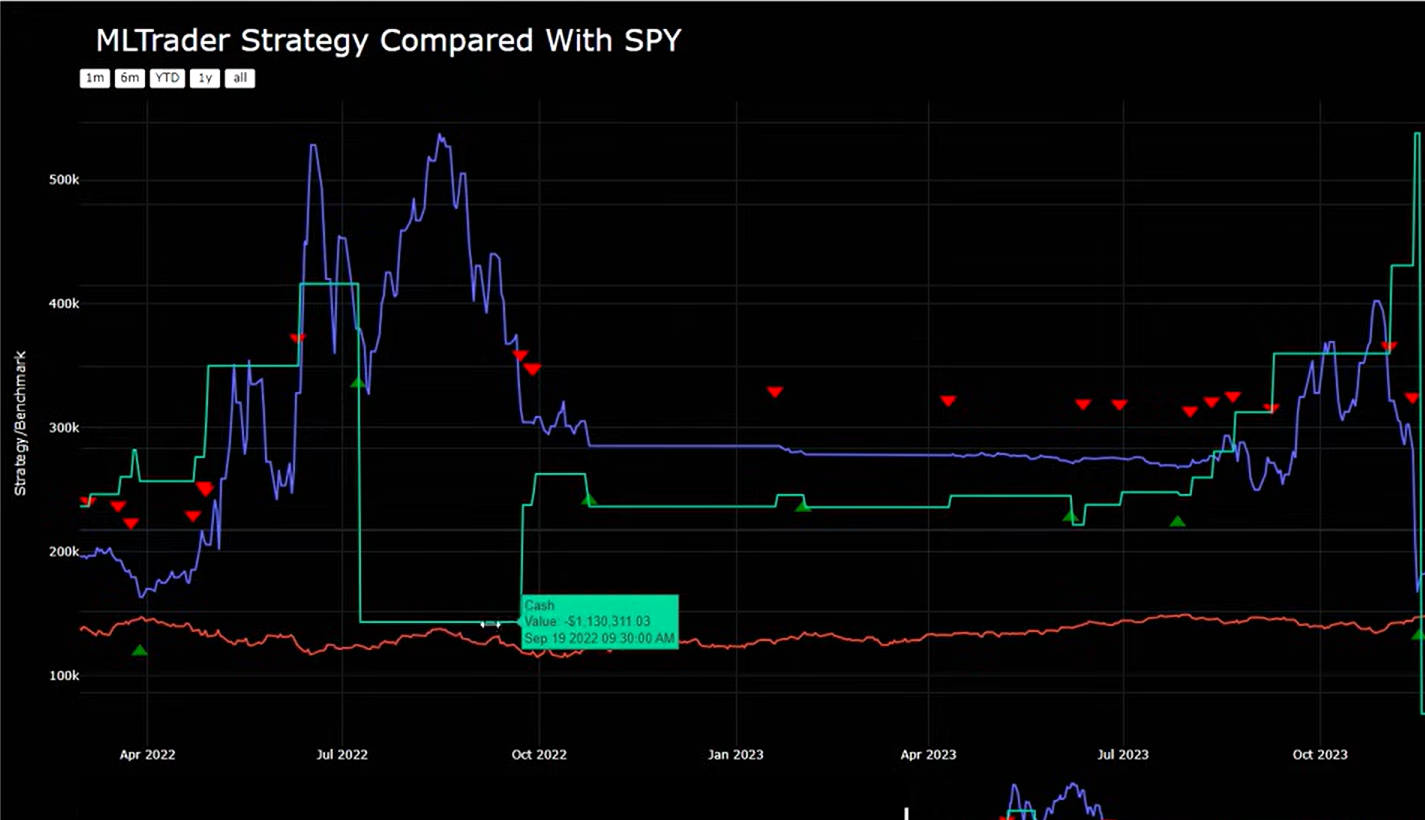 MLTrader Strategy Compared With SPY
1m 6m YTD 1y all
500k
400k
300k
200k
100k
Strategy/Benchmark
Cash
Value: -$1,130,311.03
Sep 19 2022 09:30:00 AM
Apr 2022 Jul 2022 Oct 2022 Jan 2023 Apr 2023 Jul 2023 Oct 2023